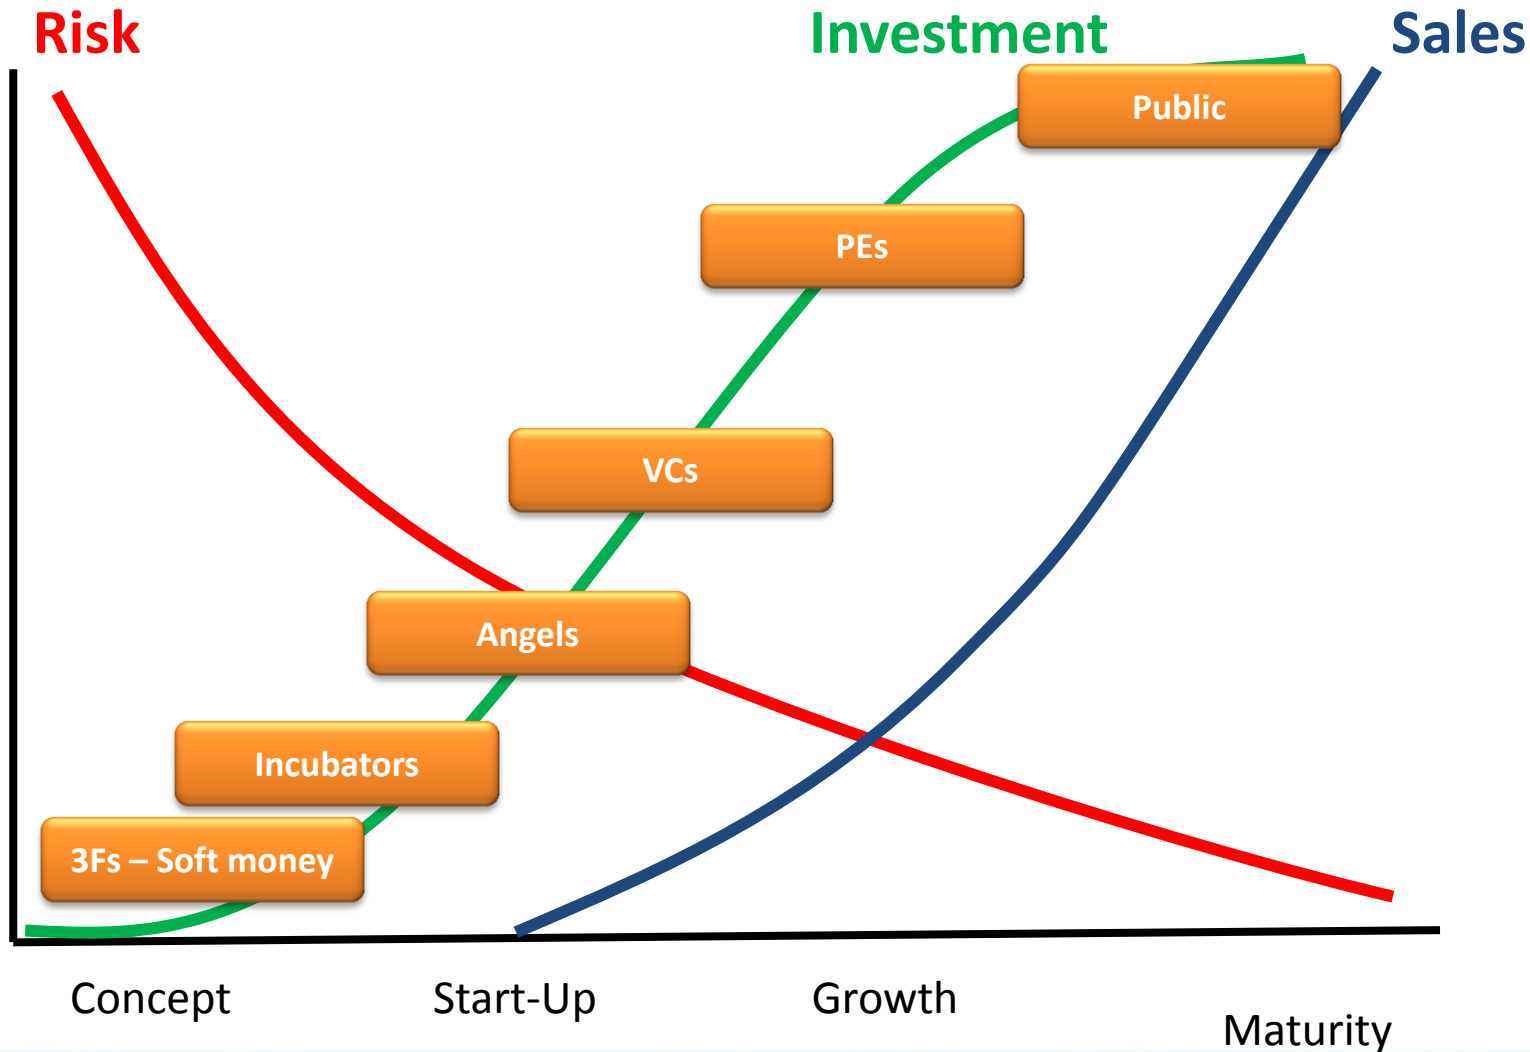 Risk
Investment
Sales
Public
PEs
VCs
Angels
Incubators
3Fs – Soft money
Concept
Start-Up
Growth
Maturity